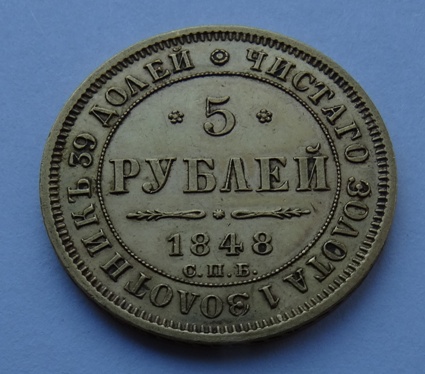 ЧИСТАГО ЗОЛОТА 1 ЗОЛОТНИКЪ 39 ДОЛЕЙ
5
РУБЛЕЙ
1848
С.П.Б.